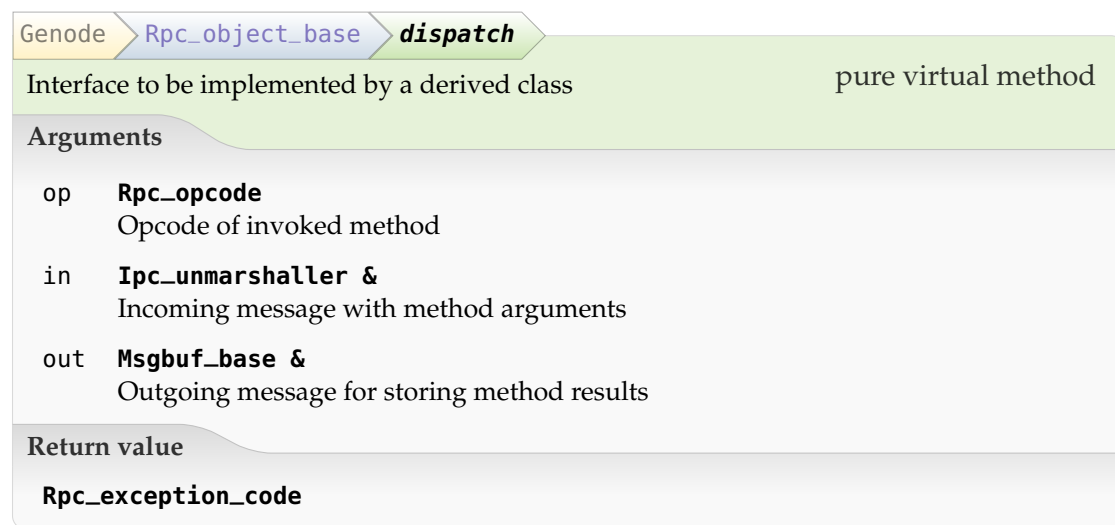 Genode Rpc_object_base dispatch
Interface to be implemented by a derived class pure virtual method
Arguments
op Rpc_opcode
Opcode of invoked method
in Ipc_unmarshaller &
Incoming message with method arguments
out Msgbuf_base &
Outgoing message for storing method results
Return value
Rpc_exception_code